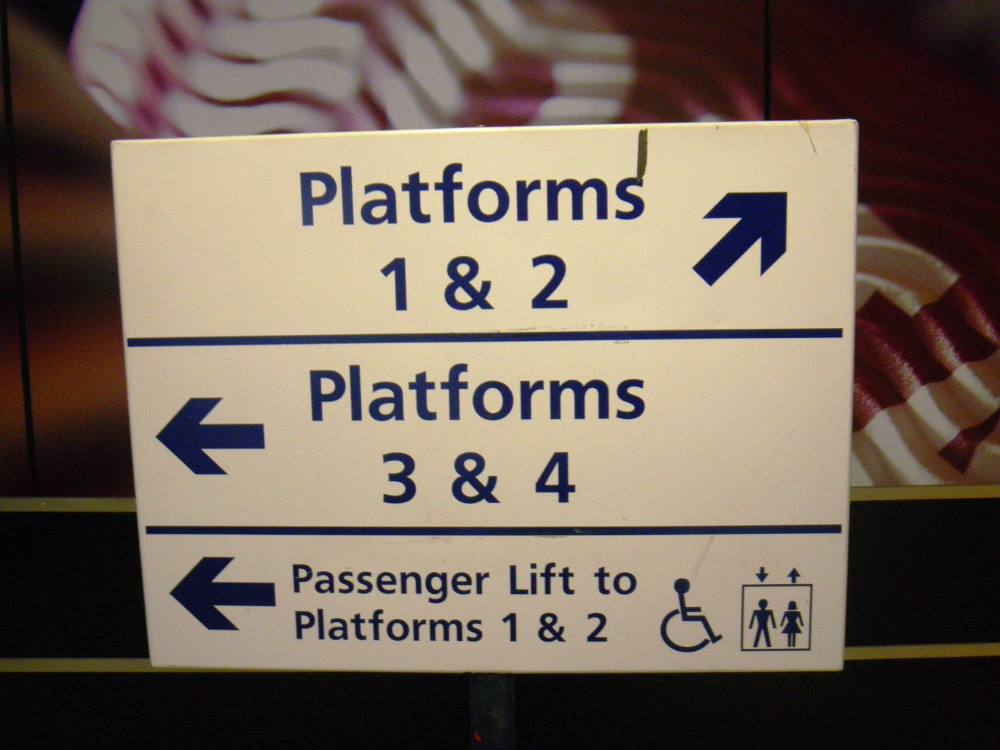 Platforms
1 & 2
Platforms
3 & 4
Passenger Lift to
Platforms 1 & 2